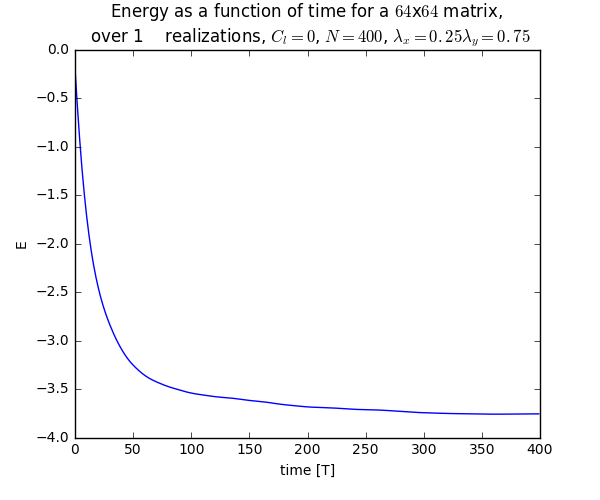 Energy as a function of time for a 64x64 matrix,
over 1 realizations, C_l = 0, N = 400, λ_x = 0.25λ_y = 0.75
0.0
−0.5
−1.0
−1.5
−2.0
−2.5
−3.0
−3.5
−4.0
E
0 50 100 150 200 250 300 350 400
time [T]